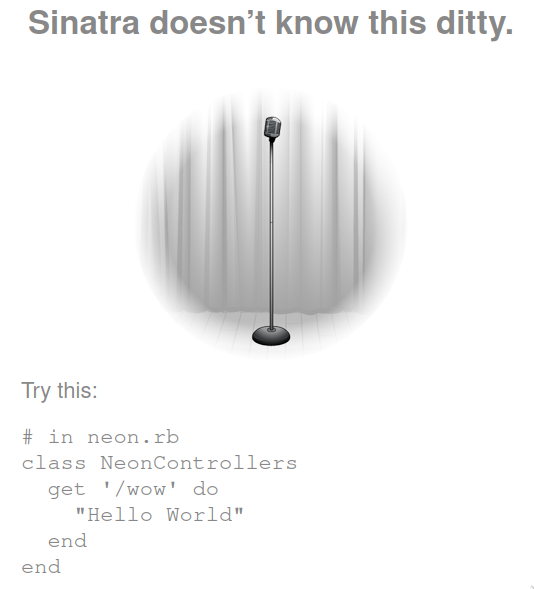 Sinatra doesn’t know this ditty.
Try this:
# in neon.rb
class NeonControllers
  get '/wow' do
    "Hello World"
  end
end